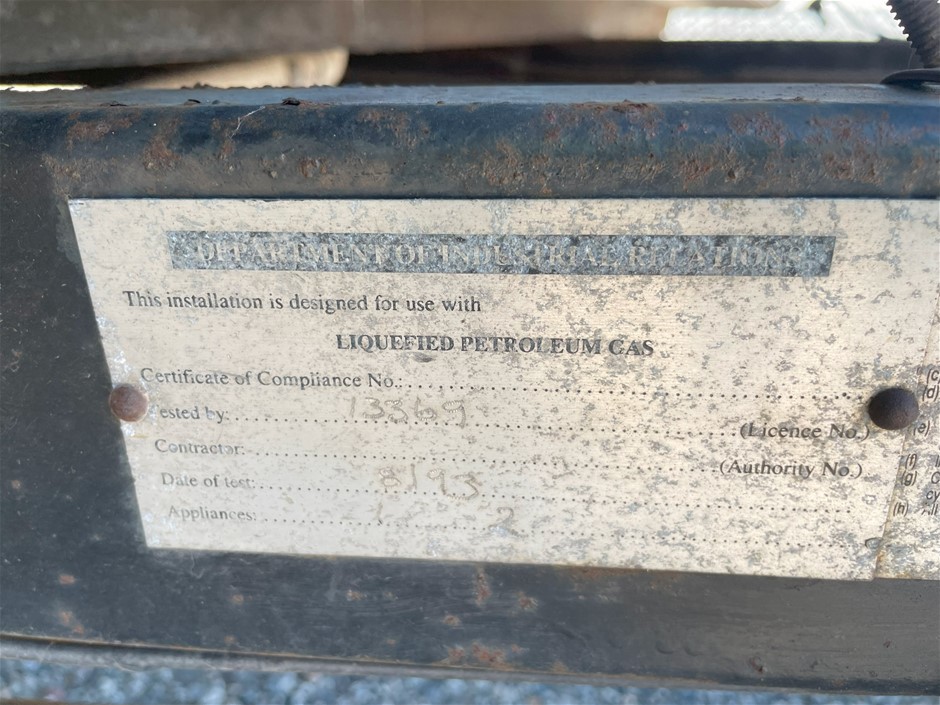 DEPARTMENT OF INDUSTRIAL RELATIONS
This installation is designed for use with
LIQUEFIED PETROLEUM GAS
Certificate of Compliance No.:
Tested by: 13369 (Licence No.)
Contractor: (Authority No.)
Date of test: 8/93
Appliances: 2
(c)
(d)
(e)
(f)
(g)
(h)